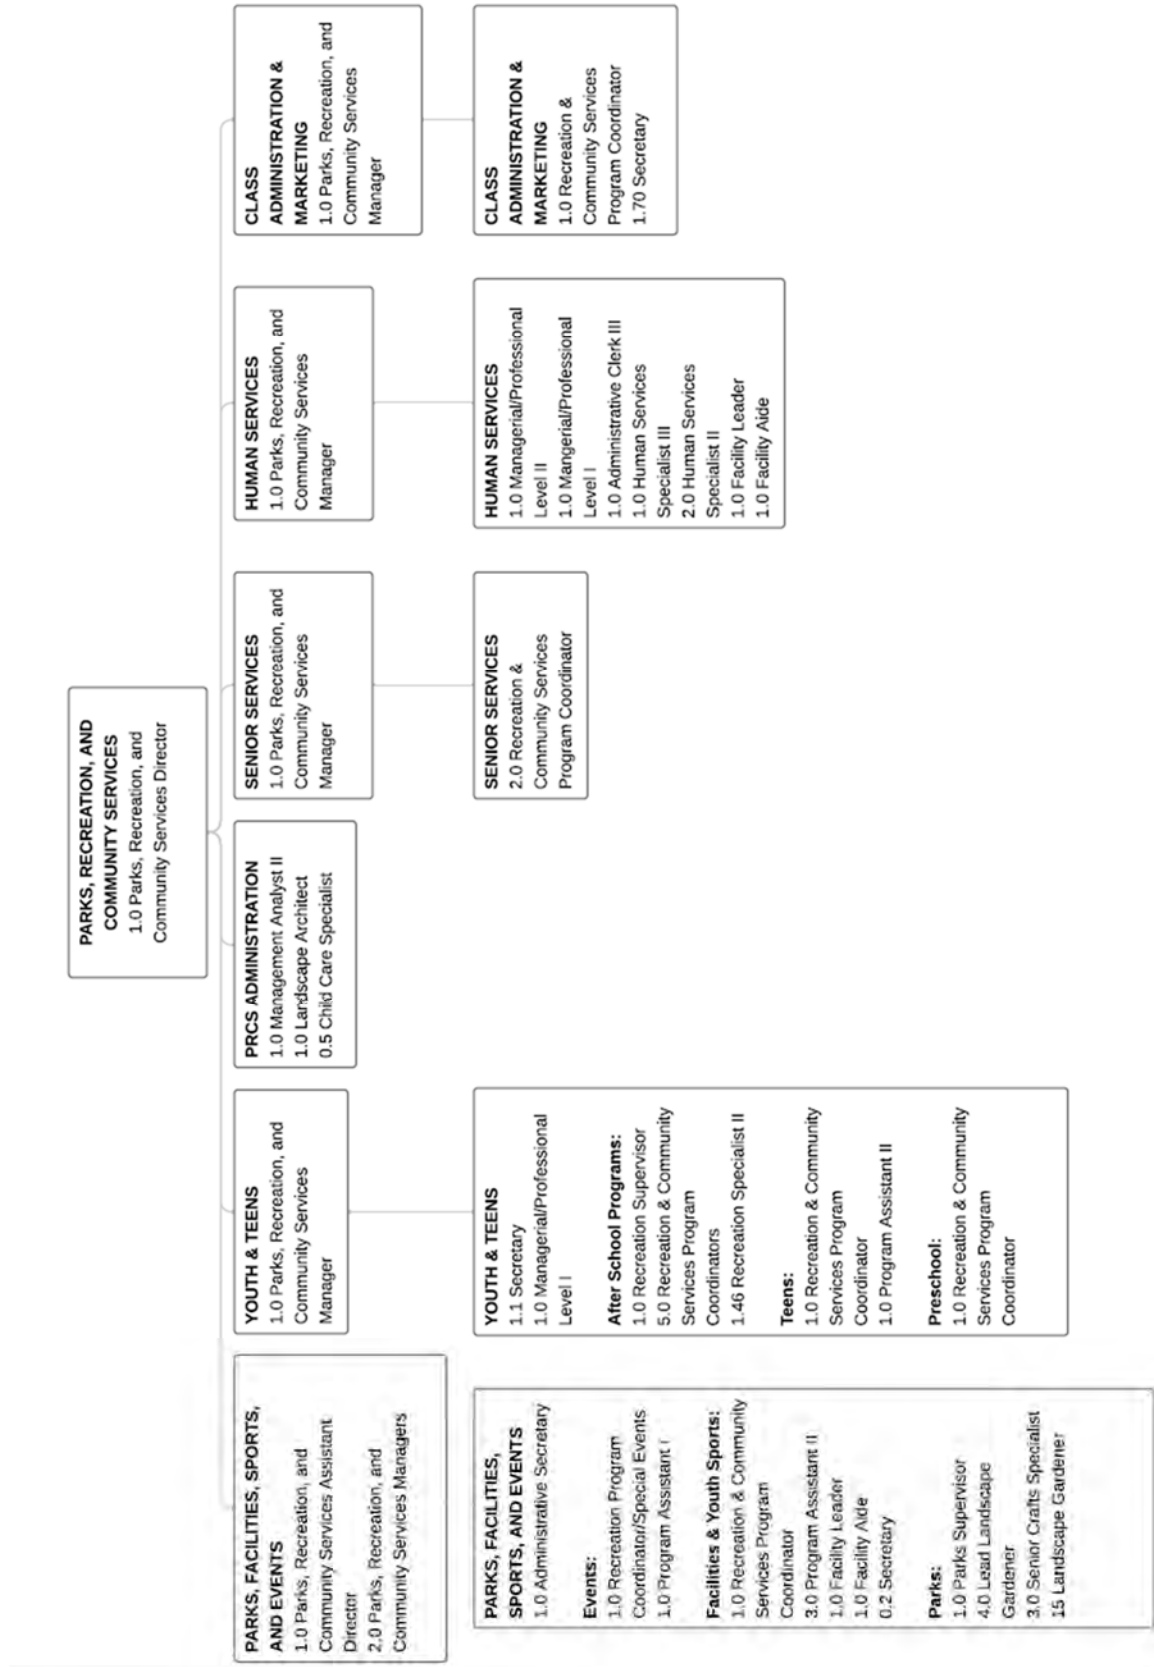 PARKS, RECREATION, AND
COMMUNITY SERVICES
1.0 Parks, Recreation, and
Community Services Director
PARKS, FACILITIES, SPORTS,
AND EVENTS
1.0 Parks, Recreation, and
Community Services Assistant
Director
2.0 Parks, Recreation, and
Community Services Managers
YOUTH & TEENS
1.0 Parks, Recreation, and
Community Services
Manager
PRCS ADMINISTRATION
1.0 Management Analyst II
1.0 Landscape Architect
0.5 Child Care Specialist
SENIOR SERVICES
1.0 Parks, Recreation, and
Community Services
Manager
HUMAN SERVICES
1.0 Parks, Recreation, and
Community Services
Manager
CLASS
ADMINISTRATION &
MARKETING
1.0 Parks, Recreation, and
Community Services
Manager
PARKS, FACILITIES,
SPORTS, AND EVENTS
1.0 Administrative Secretary
Events:
1.0 Recreation Program
Coordinator/Special Events
1.0 Program Assistant I
Facilities & Youth Sports:
1.0 Recreation & Community
Services Program
Coordinator
3.0 Program Assistant II
1.0 Facility Leader
1.0 Facility Aide
0.2 Secretary
Parks:
1.0 Parks Supervisor
4.0 Lead Landscape
Gardener
3.0 Senior Crafts Specialist
15 Landscape Gardener
YOUTH & TEENS
1.1 Secretary
1.0 Managerial/Professional
Level I
After School Programs:
1.0 Recreation Supervisor
5.0 Recreation & Community
Services Program
Coordinators
1.46 Recreation Specialist II
Teens:
1.0 Recreation & Community
Services Program
Coordinator
1.0 Program Assistant II
Preschool:
1.0 Recreation & Community
Services Program
Coordinator
SENIOR SERVICES
2.0 Recreation &
Community Services
Program Coordinator
HUMAN SERVICES
1.0 Managerial/Professional
Level II
1.0 Mangerial/Professional
Level I
1.0 Administrative Clerk III
1.0 Human Services
Specialist III
2.0 Human Services
Specialist II
1.0 Facility Leader
1.0 Facility Aide
CLASS
ADMINISTRATION &
MARKETING
1.0 Recreation &
Community Services
Program Coordinator
1.70 Secretary